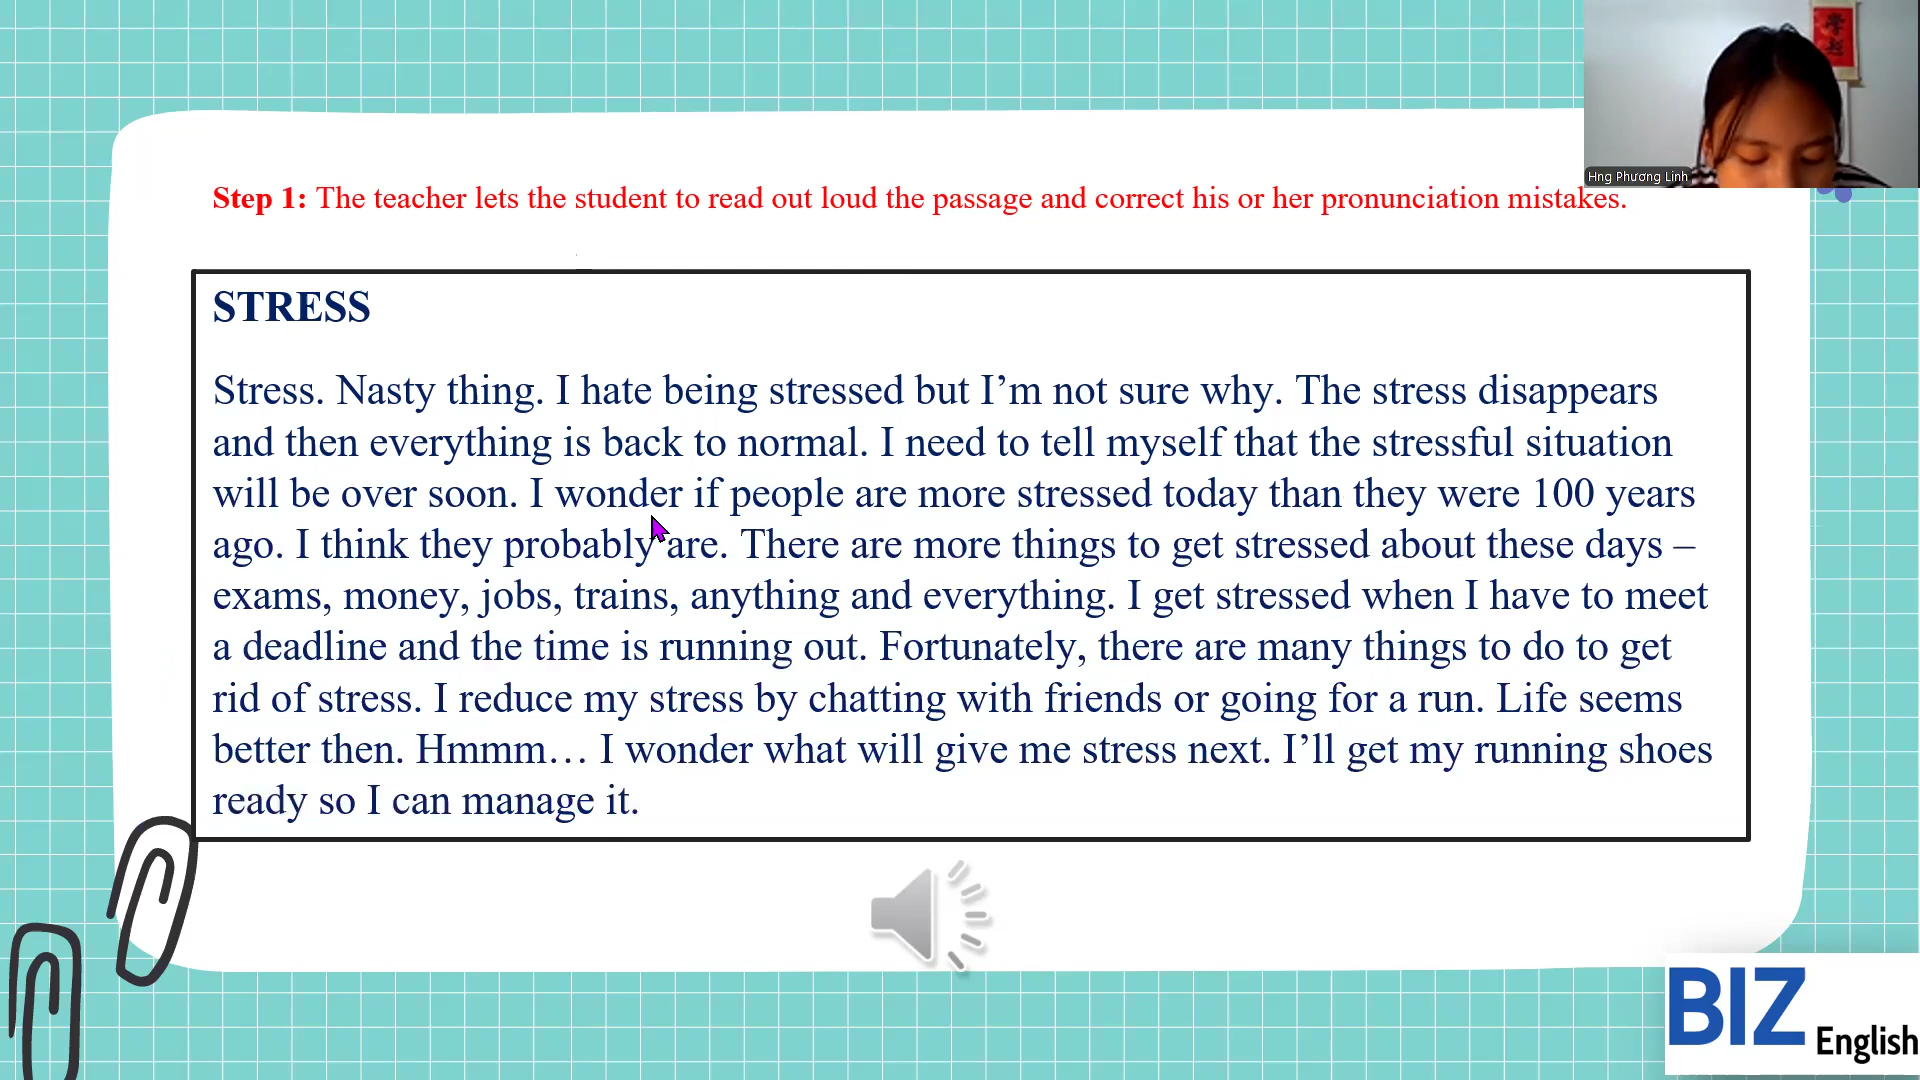 Hng Phương Linh
Step 1: The teacher lets the student to read out loud the passage and correct his or her pronunciation mistakes.
STRESS
Stress. Nasty thing. I hate being stressed but I’m not sure why. The stress disappears
and then everything is back to normal. I need to tell myself that the stressful situation
will be over soon. I wonder if people are more stressed today than they were 100 years
ago. I think they probably are. There are more things to get stressed about these days –
exams, money, jobs, trains, anything and everything. I get stressed when I have to meet
a deadline and the time is running out. Fortunately, there are many things to do to get
rid of stress. I reduce my stress by chatting with friends or going for a run. Life seems
better then. Hmmm… I wonder what will give me stress next. I’ll get my running shoes
ready so I can manage it.
BIZ English